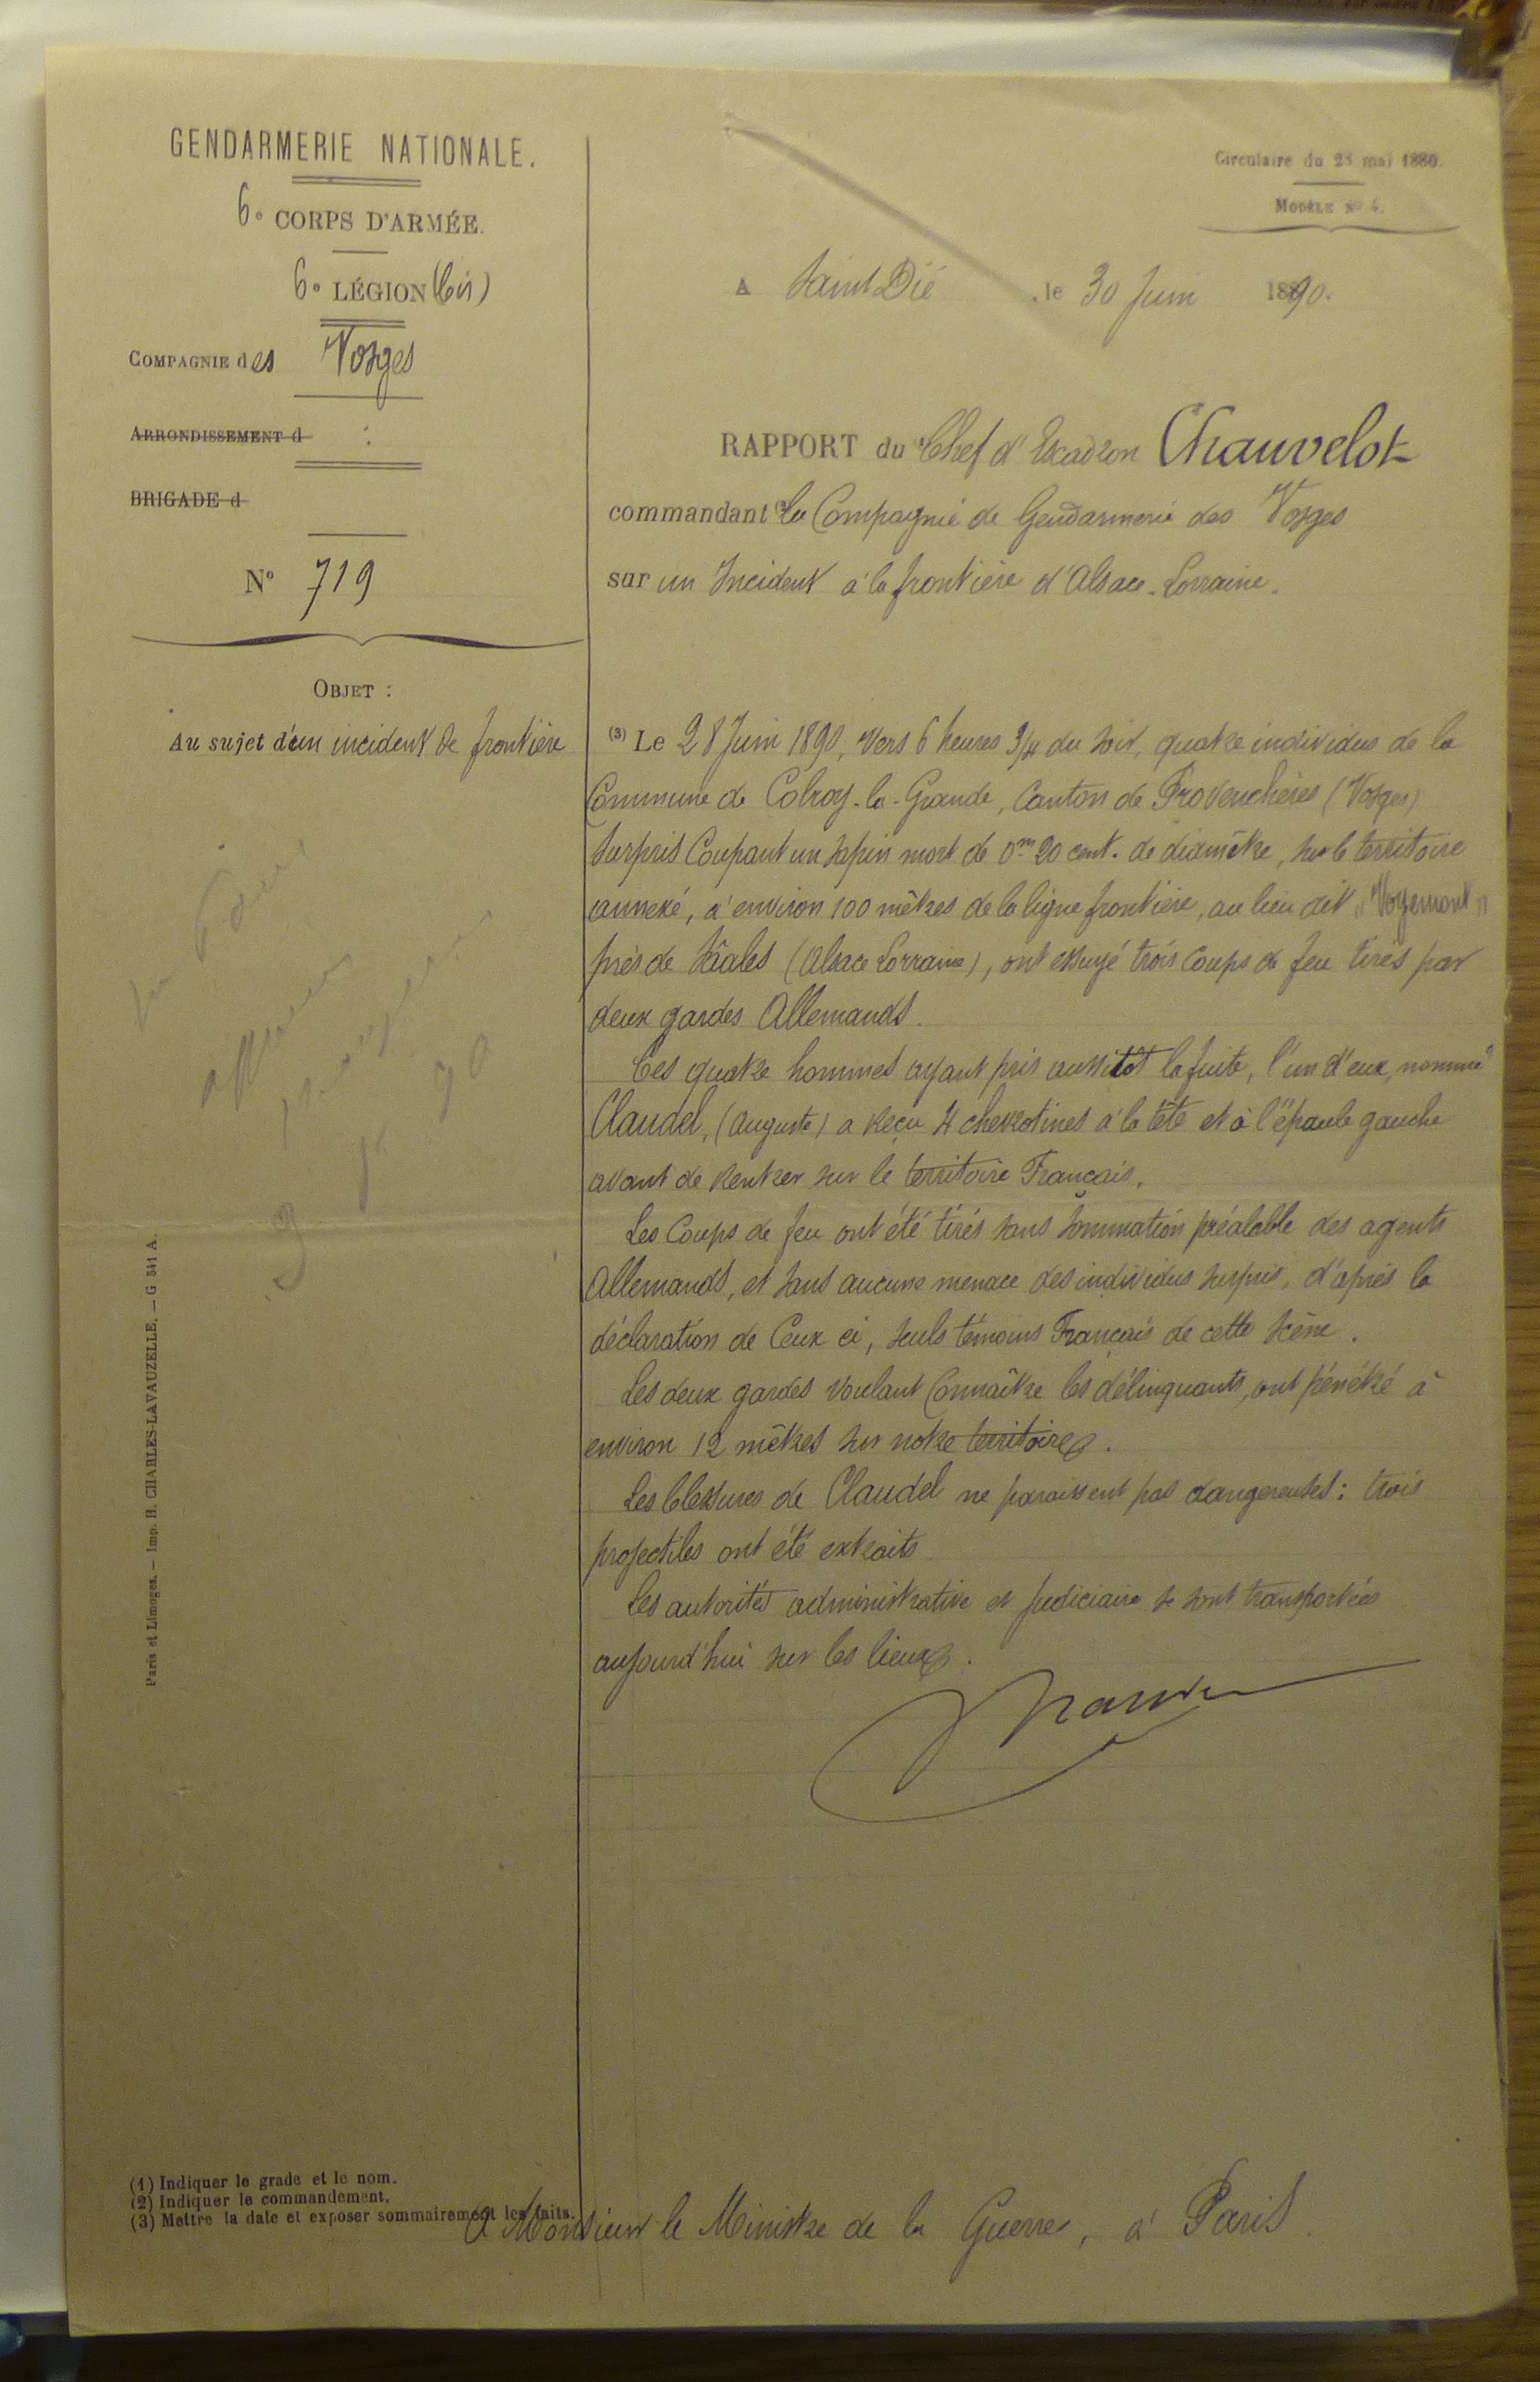 GENDARMERIE NATIONALE.
6e CORPS D'ARMÉE.
6e LÉGION (bis)
COMPAGNIE des Vosges
ARRONDISSEMENT d
BRIGADE d
N° 719
OBJET :
Au sujet d'un incident de frontière
Circulaire du 23 mai 1880.
MODÈLE N° 4.
A Saint Dié, le 30 Juin 1890.
RAPPORT du Chef d'Escadron Chauvelot
commandant la Compagnie de Gendarmerie des Vosges
sur un Incident à la frontière d'Alsace-Lorraine.
(3) Le 28 Juin 1890, vers 6 heures 3/4 du soir, quatre individus de la
Commune de Colroy-la-Grande, Canton de Provenchères (Vosges)
surpris Coupant un sapin mort de 0m 20 cent. de diamètre, sur le territoire
annexé, à environ 100 mètres de la ligne frontière, au lieu dit „Voyemont"
près de Sâales (Alsace Lorraine), ont essuyé trois Coups de feu tirés par
deux gardes Allemands.
Ces quatre hommes ayant pris aussitôt la fuite, l'un d'eux, nommé
Claudel, (Auguste) a reçu 4 chevrotines à la tête et à l'épaule gauche
avant de rentrer sur le territoire Français.
Les Coups de feu ont été tirés sans Sommation préalable des agents
Allemands, et sans aucune menace des individus surpris, d'après la
déclaration de Ceux ci, seuls témoins Français de cette scène.
Les deux gardes voulant Connaître les délinquants, ont pénétré à
environ 12 mètres sur notre territoire.
Les blessures de Claudel ne paraissent pas dangereuses : trois
projectiles ont été extraits
Les autorités administrative et Judiciaire se sont transportées
aujourd'hui sur les lieux.
Paris et Limoges. — Imp. H. CHARLES-LAVAUZELLE. — G 541 A.
(1) Indiquer le grade et le nom.
(2) Indiquer le commandement.
(3) Mettre la date et exposer sommairement les faits.
A Monsieur le Ministre de la Guerre, à Paris.